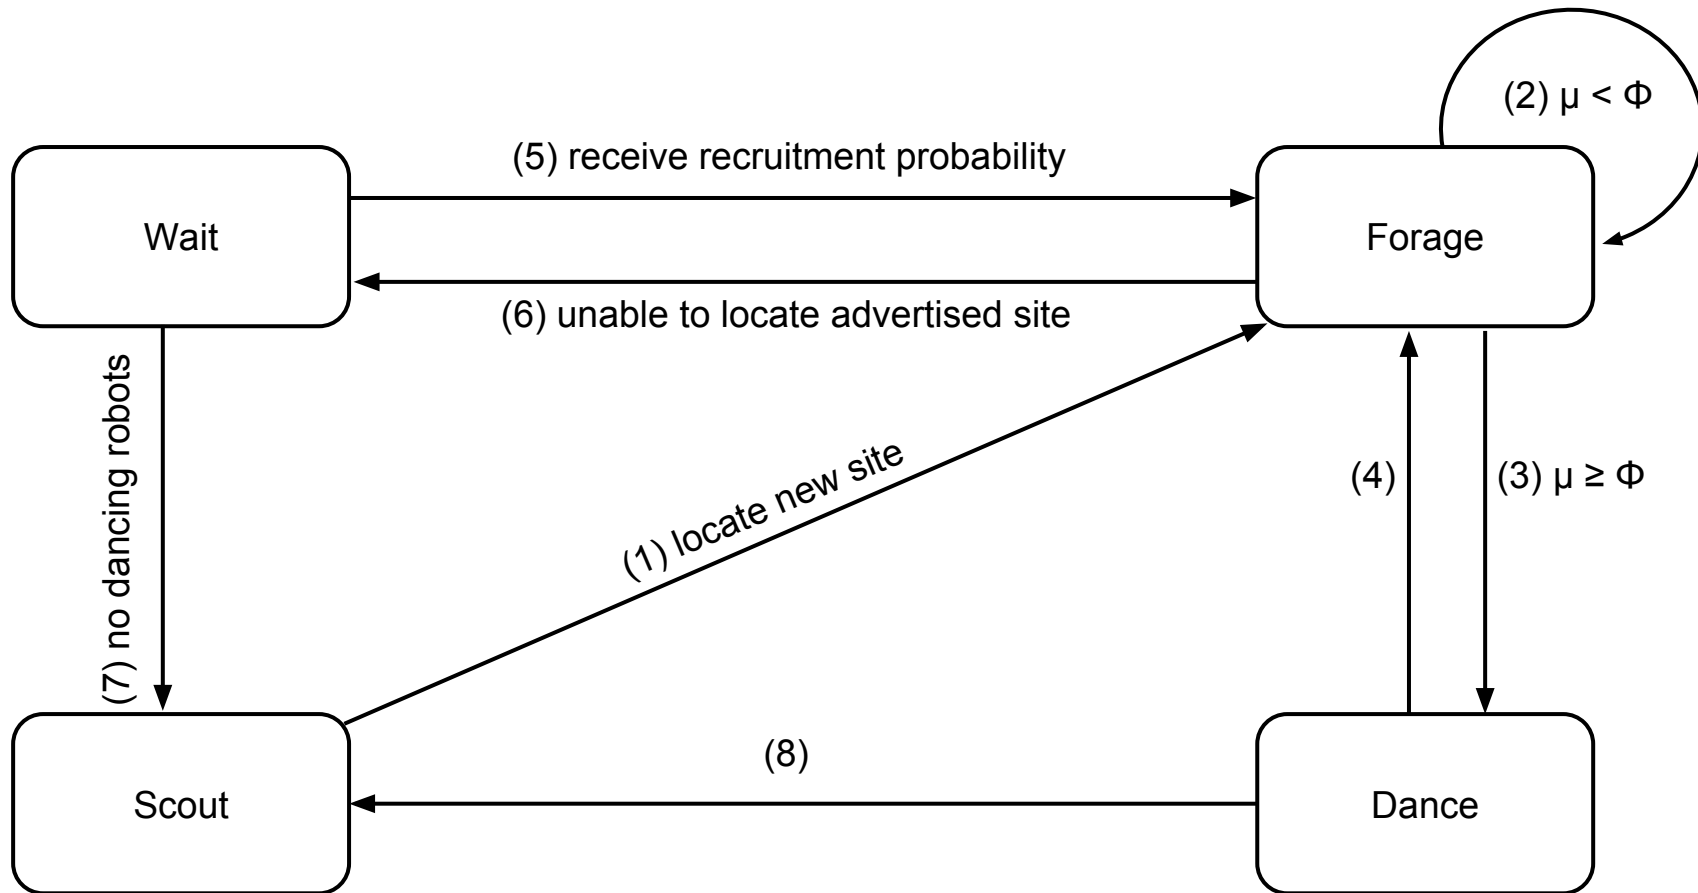 (2) μ < Φ
(5) receive recruitment probability
Wait
Forage
(6) unable to locate advertised site
(7) no dancing robots
(1) locate new site
(4)
(3) μ ≥ Φ
(8)
Scout
Dance